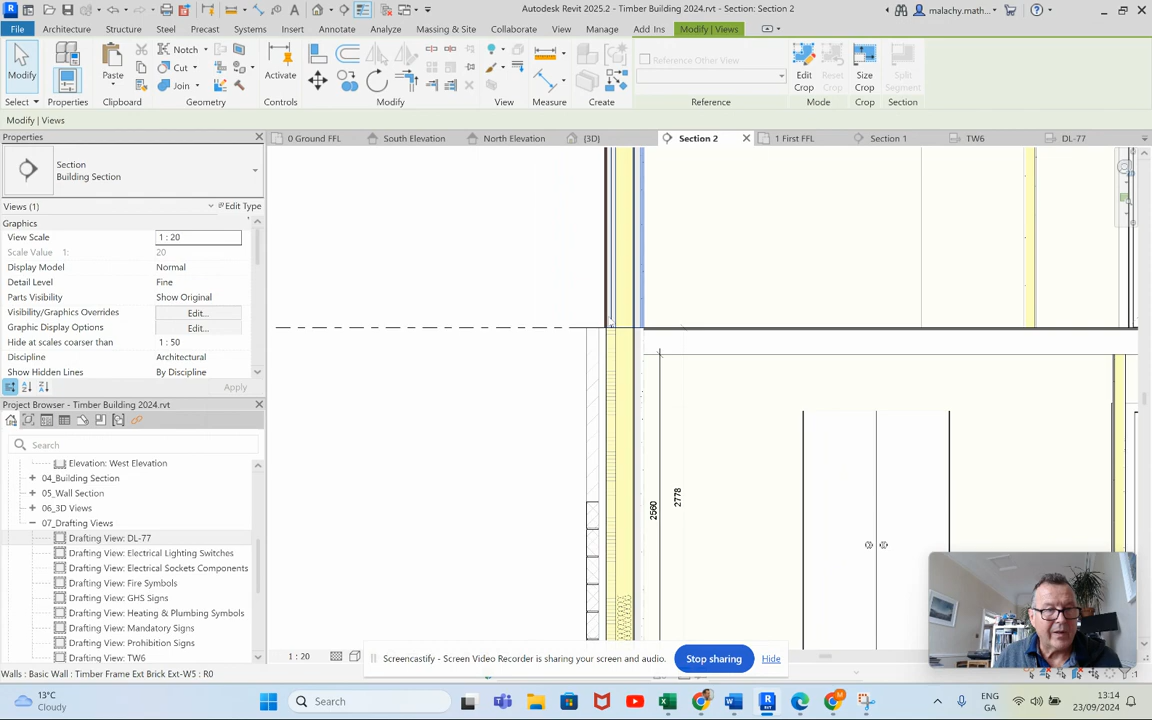 Autodesk Revit 2025.2 - Timber Building 2024.rvt - Section: Section 2
malachy.math...
File Architecture Structure Steel Precast Systems Insert Annotate Analyze Massing & Site Collaborate View Manage Add-Ins Modify | Views
Modify
Select
Properties
Paste
Clipboard
Notch
Cut
Join
Geometry
Activate
Controls
Modify
View
Measure
Create
Reference Other View
Reference
Edit Crop
Reset Crop
Mode
Size Crop
Crop
Split Segment
Section
Modify | Views
Properties
0 Ground FFL South Elevation North Elevation (3D) Section 2 1 First FFL Section 1 TW6 DL-77
Section
Building Section
Views (1) Edit Type
Graphics
View Scale 1 : 20
Scale Value 1: 20
Display Model Normal
Detail Level Fine
Parts Visibility Show Original
Visibility/Graphics Overrides Edit...
Graphic Display Options Edit...
Hide at scales coarser than 1 : 50
Discipline Architectural
Show Hidden Lines By Discipline
Apply
Project Browser - Timber Building 2024.rvt
Search
Elevation: West Elevation
04_Building Section
05_Wall Section
06_3D Views
07_Drafting Views
Drafting View: DL-77
Drafting View: Electrical Lighting Switches
Drafting View: Electrical Sockets Components
Drafting View: Fire Symbols
Drafting View: GHS Signs
Drafting View: Heating & Plumbing Symbols
Drafting View: Mandatory Signs
Drafting View: Prohibition Signs
Drafting View: TW6
2560
2778
1 : 20
Screencastify - Screen Video Recorder is sharing your screen and audio. Stop sharing Hide
Walls : Basic Wall : Timber Frame Ext Brick Ext-W5 : R0
:1
13°C
Cloudy
Search
ENG
GA
13:14
23/09/2024